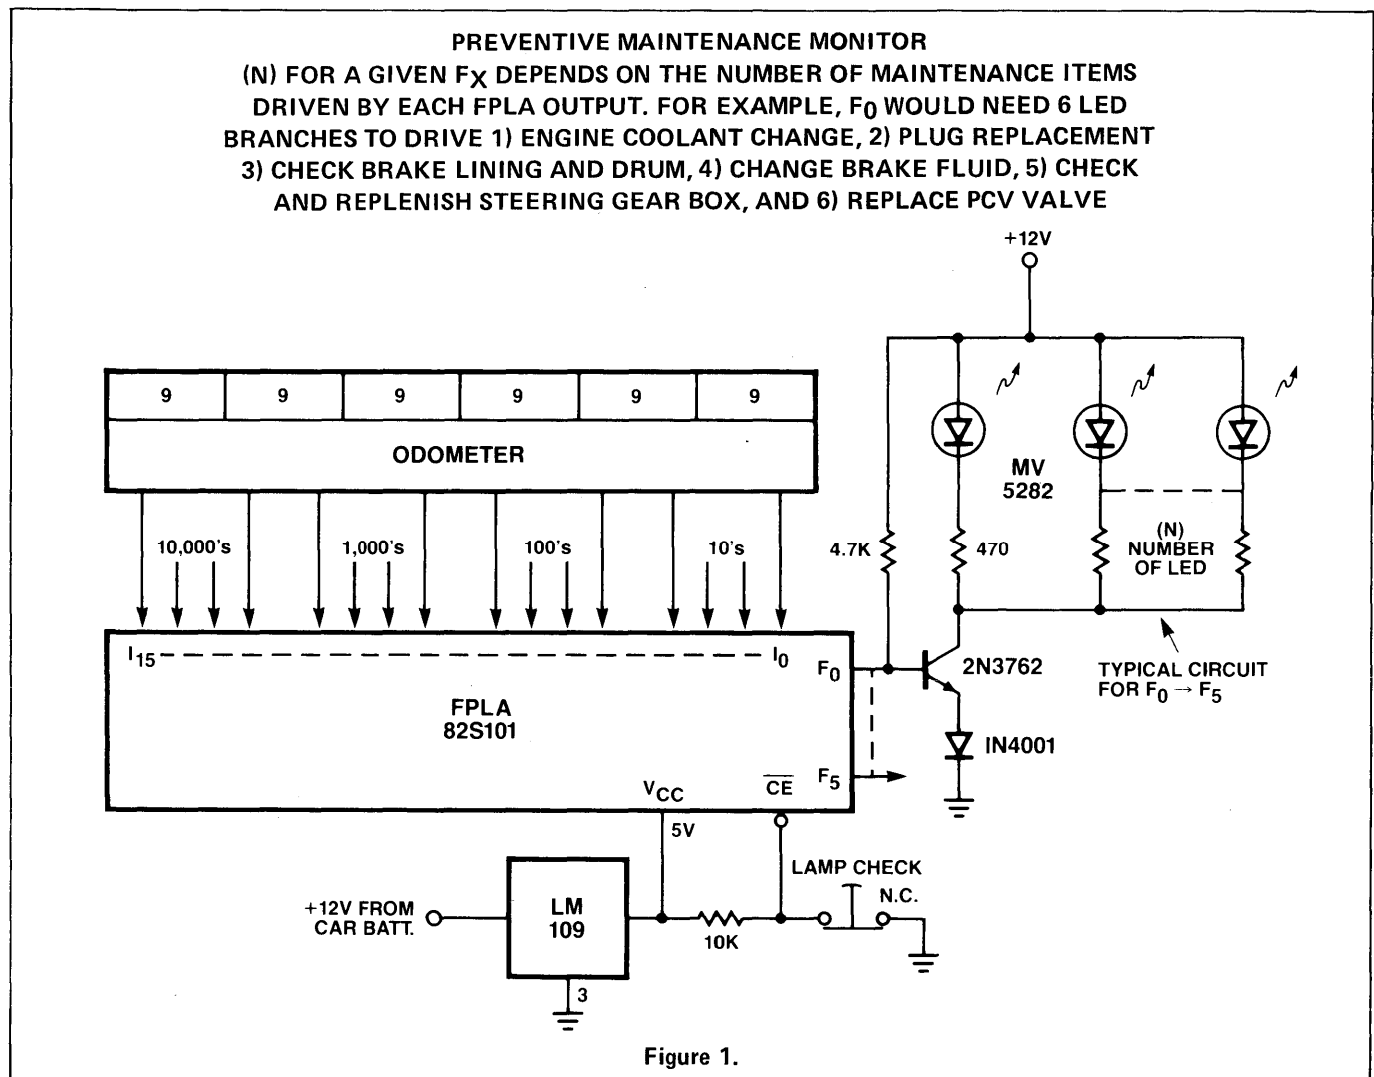 PREVENTIVE MAINTENANCE MONITOR
(N) FOR A GIVEN FX DEPENDS ON THE NUMBER OF MAINTENANCE ITEMS
DRIVEN BY EACH FPLA OUTPUT. FOR EXAMPLE, F0 WOULD NEED 6 LED
BRANCHES TO DRIVE 1) ENGINE COOLANT CHANGE, 2) PLUG REPLACEMENT
3) CHECK BRAKE LINING AND DRUM, 4) CHANGE BRAKE FLUID, 5) CHECK
AND REPLENISH STEERING GEAR BOX, AND 6) REPLACE PCV VALVE
+12V
9 9 9 9 9 9
ODOMETER
MV
5282
10,000's 1,000's 100's 10's
4.7K
470
(N)
NUMBER
OF LED
I15 I0
F0
2N3762
TYPICAL CIRCUIT
FOR F0 → F5
FPLA
82S101
IN4001
F5
VCC
CE
5V
LAMP CHECK
N.C.
+12V FROM
CAR BATT.
LM
109
10K
3
Figure 1.